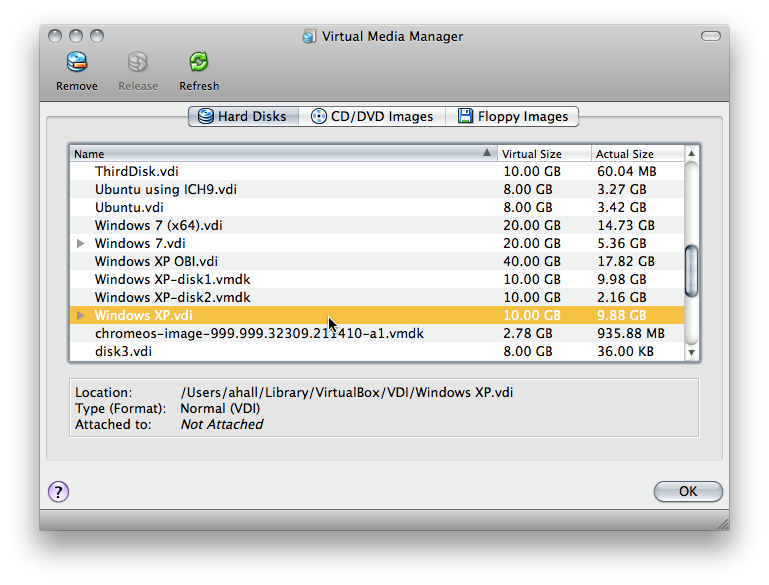 Virtual Media Manager
Remove Release Refresh
Hard Disks CD/DVD Images Floppy Images
Name Virtual Size Actual Size
ThirdDisk.vdi 10.00 GB 60.04 MB
Ubuntu using ICH9.vdi 8.00 GB 3.27 GB
Ubuntu.vdi 8.00 GB 3.42 GB
Windows 7 (x64).vdi 20.00 GB 14.73 GB
Windows 7.vdi 20.00 GB 5.36 GB
Windows XP OBI.vdi 40.00 GB 17.82 GB
Windows XP-disk1.vmdk 10.00 GB 9.98 GB
Windows XP-disk2.vmdk 10.00 GB 2.16 GB
Windows XP.vdi 10.00 GB 9.88 GB
chromeos-image-999.999.32309.211410-a1.vmdk 2.78 GB 935.88 MB
disk3.vdi 8.00 GB 36.00 KB
Location: /Users/ahall/Library/VirtualBox/VDI/Windows XP.vdi
Type (Format): Normal (VDI)
Attached to: Not Attached
? OK